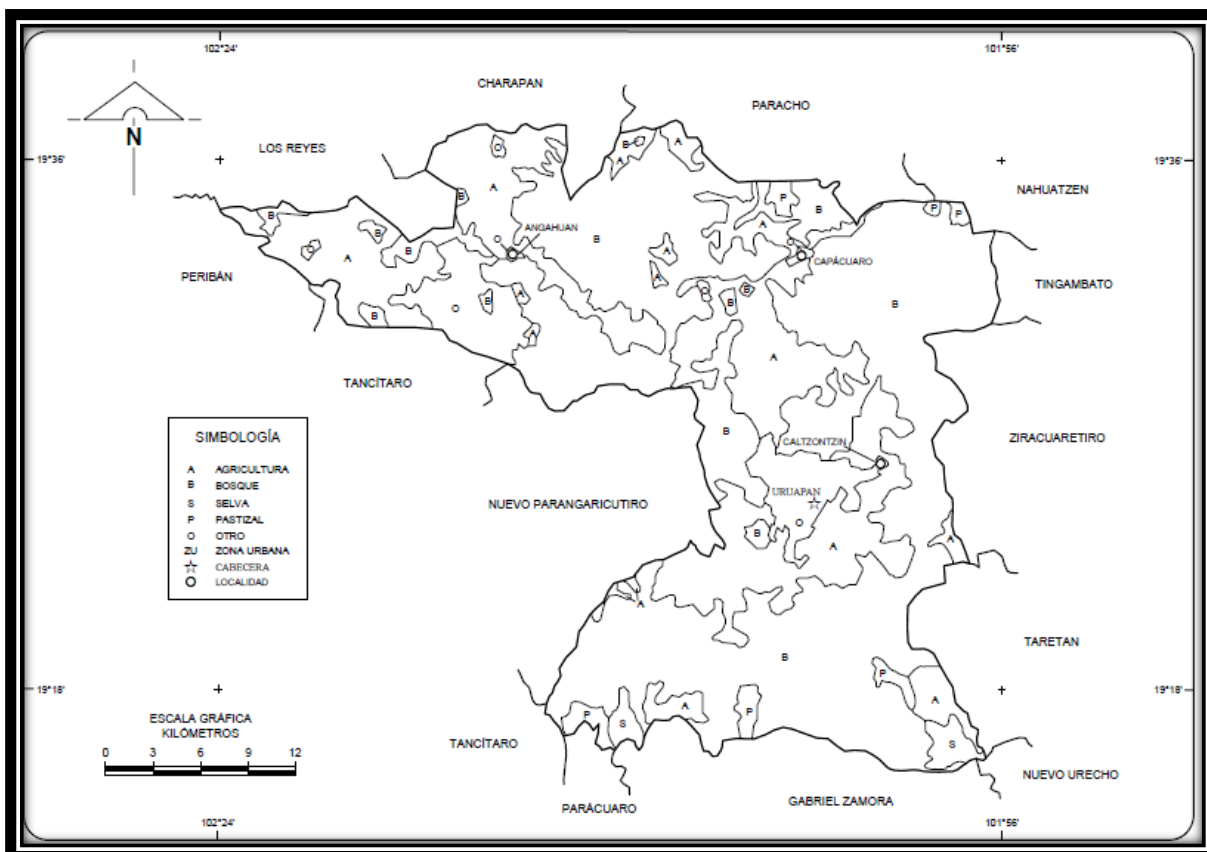 102°24'
101°56'
CHARAPAN
PARACHO
N
19°36'
LOS REYES
19°36'
NAHUATZEN
B
A
A
O
A
B
P
B
P
P
B
A
ANGAHUAN
O
B
A
O
CAPÁCUARO
B
B
O
A
B
A
PERIBÁN
TINGAMBATO
A
O
B
B
O
B
A
B
B
A
A
TANCÍTARO
SIMBOLOGÍA
A AGRICULTURA
B BOSQUE
S SELVA
P PASTIZAL
O OTRO
ZU ZONA URBANA
CABECERA
LOCALIDAD
B
CALTZONTZIN
ZIRACUARETIRO
URUAPAN
NUEVO PARANGARICUTIRO
O
B
A
A
A
TARETAN
B
P
19°18'
19°18'
A
ESCALA GRÁFICA
KILÓMETROS
0 3 6 9 12
P
S
A
P
S
TANCÍTARO
NUEVO URECHO
PARÁCUARO
GABRIEL ZAMORA
102°24'
101°56'